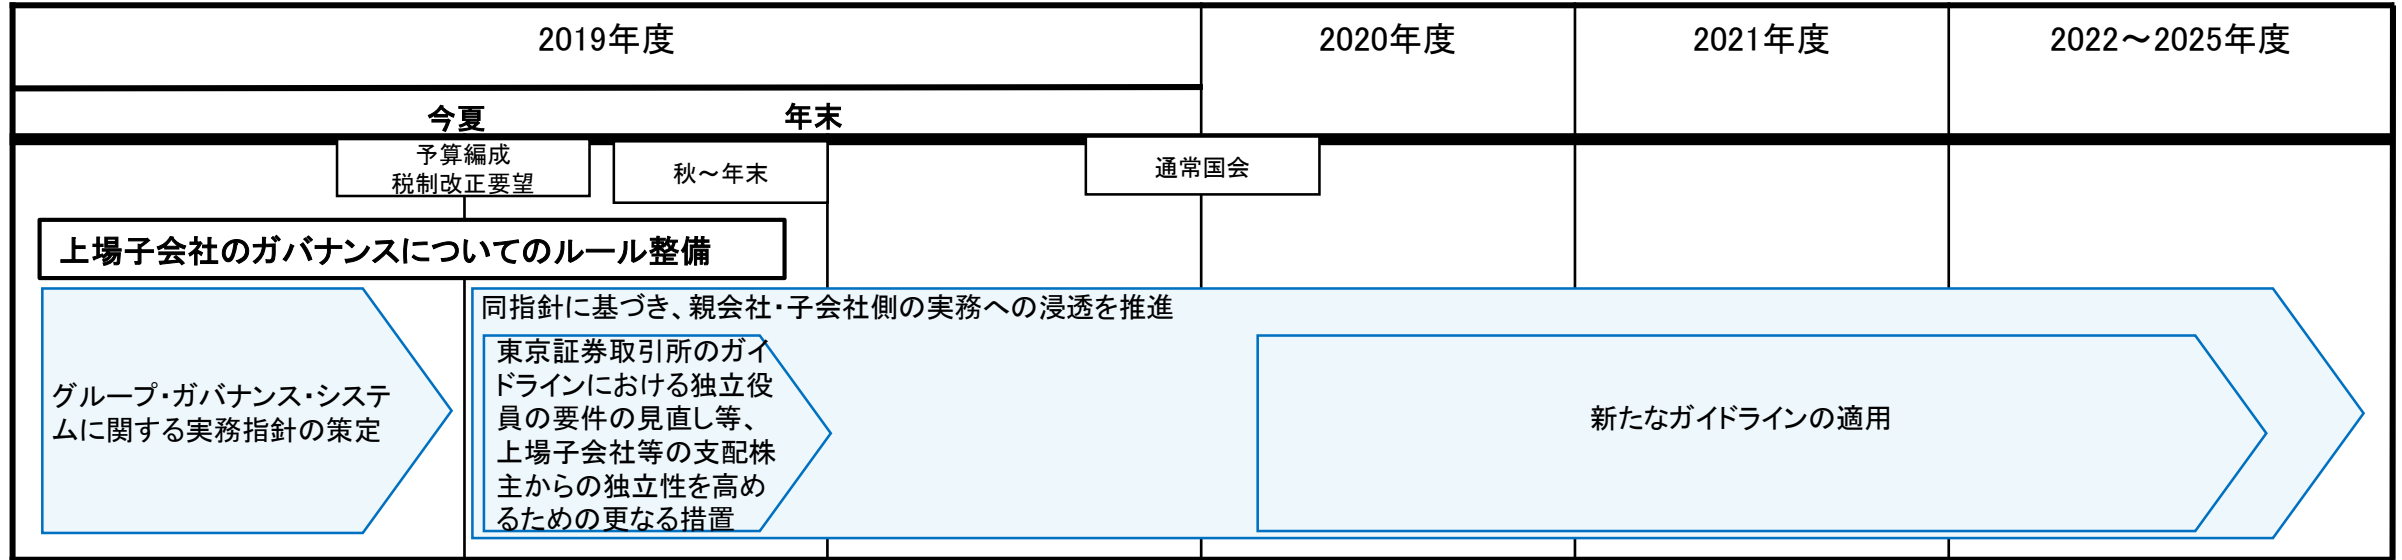 2019年度
2020年度
2021年度
2022～2025年度
今夏
年末
予算編成
税制改正要望
秋～年末
通常国会
上場子会社のガバナンスについてのルール整備
グループ・ガバナンス・システ
ムに関する実務指針の策定
同指針に基づき、親会社・子会社側の実務への浸透を推進
東京証券取引所のガイ
ドラインにおける独立役
員の要件の見直し等、
上場子会社等の支配株
主からの独立性を高め
るための更なる措置
新たなガイドラインの適用